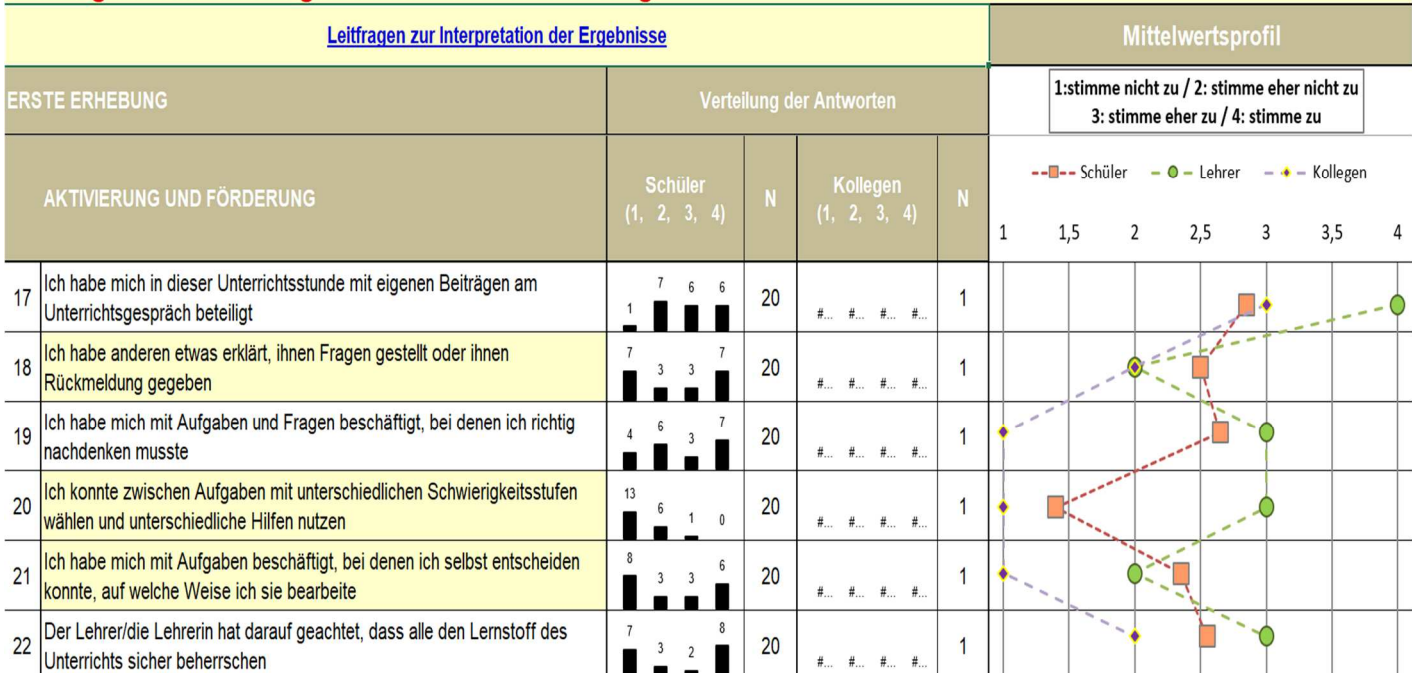 Leitfragen zur Interpretation der Ergebnisse
Mittelwertsprofil
ERSTE ERHEBUNG
Verteilung der Antworten
1:stimme nicht zu / 2: stimme eher nicht zu
3: stimme eher zu / 4: stimme zu
AKTIVIERUNG UND FÖRDERUNG
Schüler
(1, 2, 3, 4)
N
Kollegen
(1, 2, 3, 4)
N
Schüler Lehrer Kollegen
1 1,5 2 2,5 3 3,5 4
17 Ich habe mich in dieser Unterrichtsstunde mit eigenen Beiträgen am
Unterrichtsgespräch beteiligt
1 7 6 6 20 #... #... #... #... 1
18 Ich habe anderen etwas erklärt, ihnen Fragen gestellt oder ihnen
Rückmeldung gegeben
7 3 3 7 20 #... #... #... #... 1
19 Ich habe mich mit Aufgaben und Fragen beschäftigt, bei denen ich richtig
nachdenken musste
4 6 3 7 20 #... #... #... #... 1
20 Ich konnte zwischen Aufgaben mit unterschiedlichen Schwierigkeitsstufen
wählen und unterschiedliche Hilfen nutzen
13 6 1 0 20 #... #... #... #... 1
21 Ich habe mich mit Aufgaben beschäftigt, bei denen ich selbst entscheiden
konnte, auf welche Weise ich sie bearbeite
8 3 3 6 20 #... #... #... #... 1
22 Der Lehrer/die Lehrerin hat darauf geachtet, dass alle den Lernstoff des
Unterrichts sicher beherrschen
7 3 2 8 20 #... #... #... #... 1